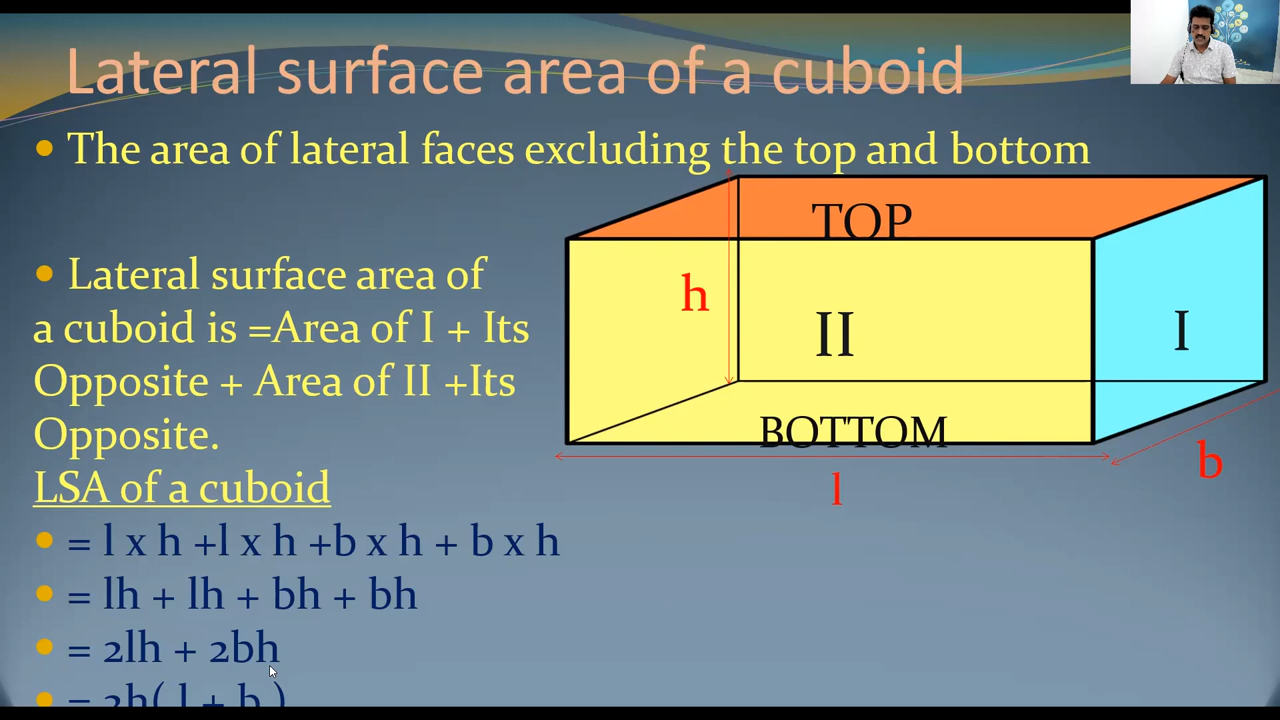 Lateral surface area of a cuboid
• The area of lateral faces excluding the top and bottom
TOP
• Lateral surface area of
h
a cuboid is =Area of I + Its
II
I
Opposite + Area of II +Its
Opposite.
BOTTOM
b
LSA of a cuboid
l
• = l x h +l x h +b x h + b x h
• = lh + lh + bh + bh
• = 2lh + 2bh
• = 2h( l + b )